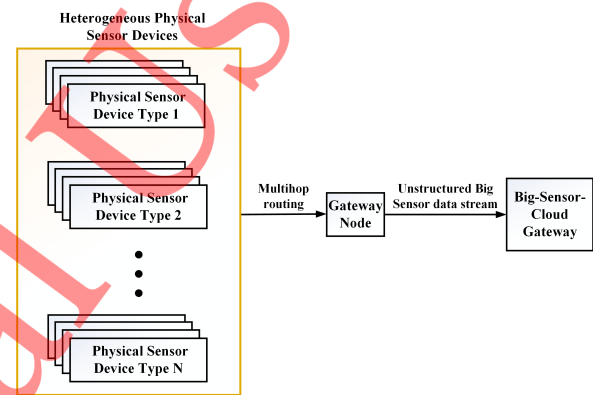 Heterogeneous Physical
Sensor Devices
Physical Sensor
Device Type 1
Physical Sensor
Device Type 2
Physical Sensor
Device Type N
Multihop
routing
Gateway
Node
Unstructured Big
Sensor data stream
Big-Sensor-
Cloud
Gateway